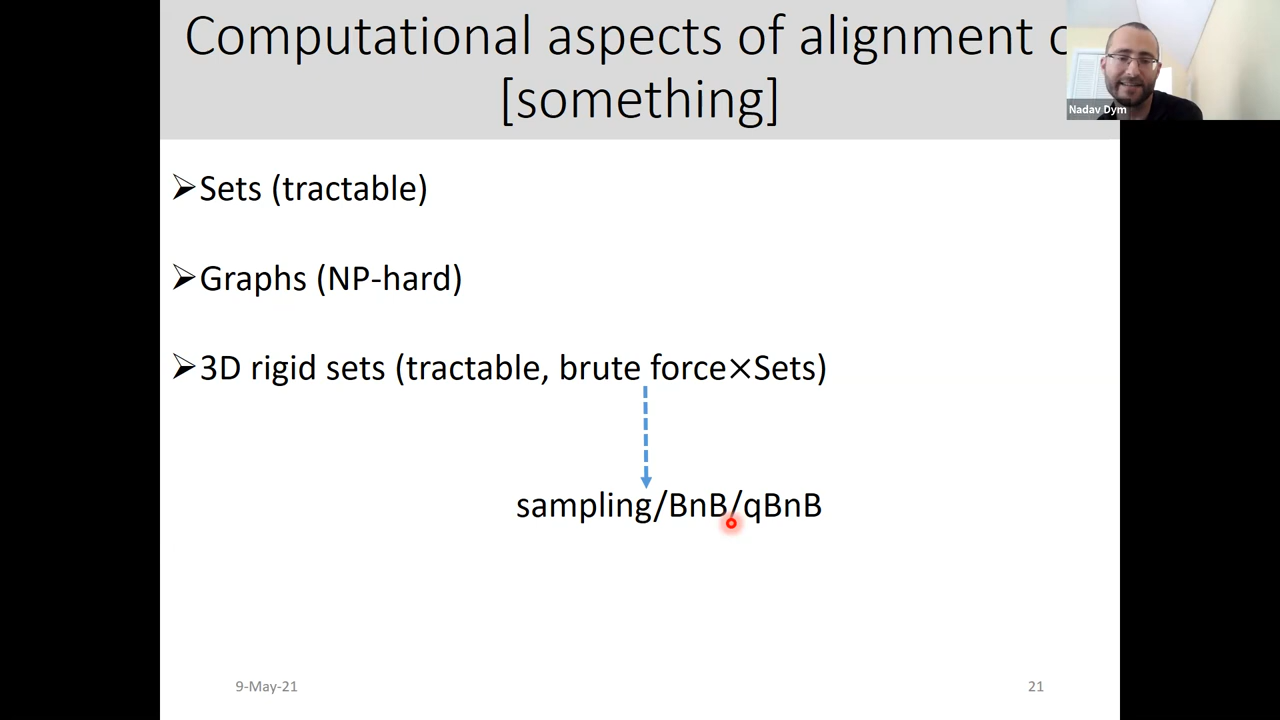 Computational aspects of alignment
[something]
Nadav Dym
➢Sets (tractable)
➢Graphs (NP-hard)
➢3D rigid sets (tractable, brute force×Sets)
sampling/BnB/qBnB
9-May-21
21